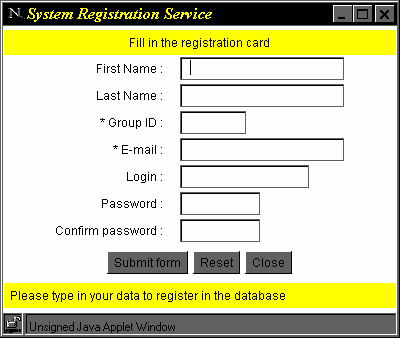 N System Registration Service
Fill in the registration card
First Name :
Last Name :
* Group ID :
* E-mail :
Login :
Password :
Confirm password :
Submit form Reset Close
Please type in your data to register in the database
Unsigned Java Applet Window